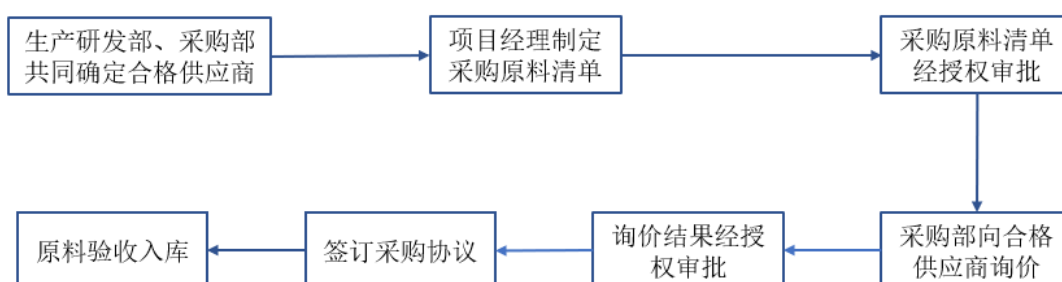 生产研发部、采购部
共同确定合格供应商
项目经理制定
采购原料清单
采购原料清单
经授权审批
采购部向合格
供应商询价
询价结果经授
权审批
签订采购协议
原料验收入库